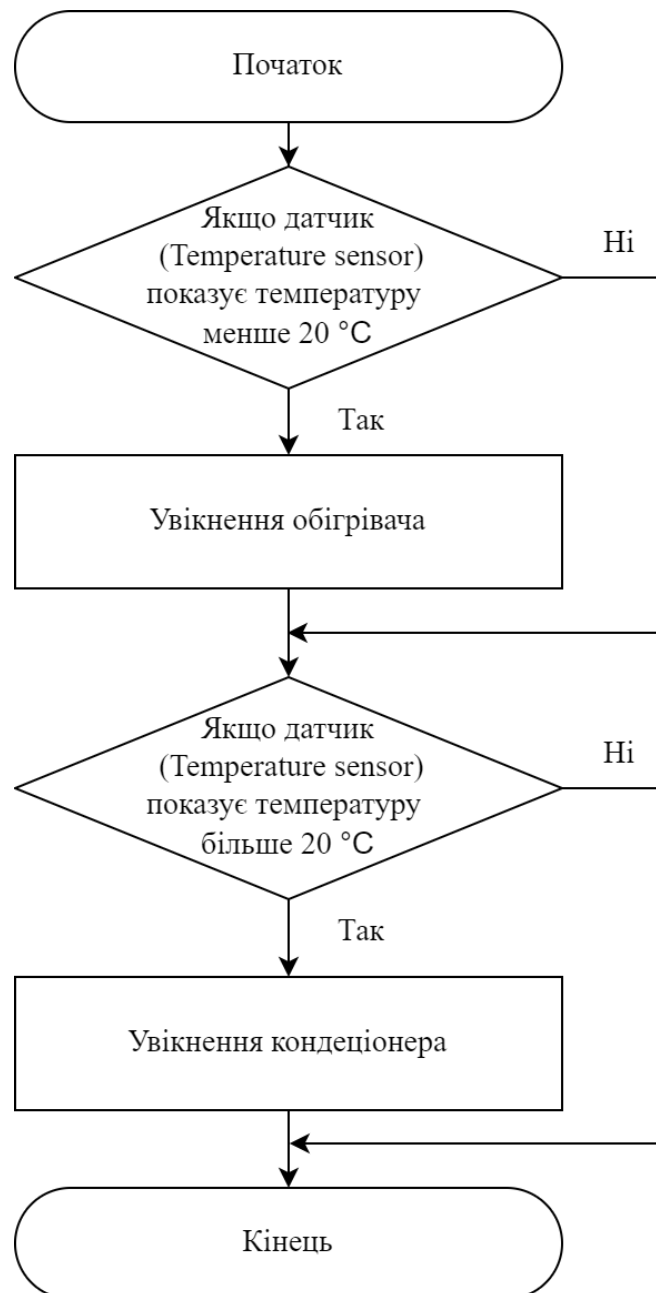 Початок
Якщо датчик
(Temperature sensor)
показує температуру
менше 20 °C
Ні
Так
Увікнення обігрівача
Якщо датчик
(Temperature sensor)
показує температуру
більше 20 °C
Ні
Так
Увікнення кондеціонера
Кінець